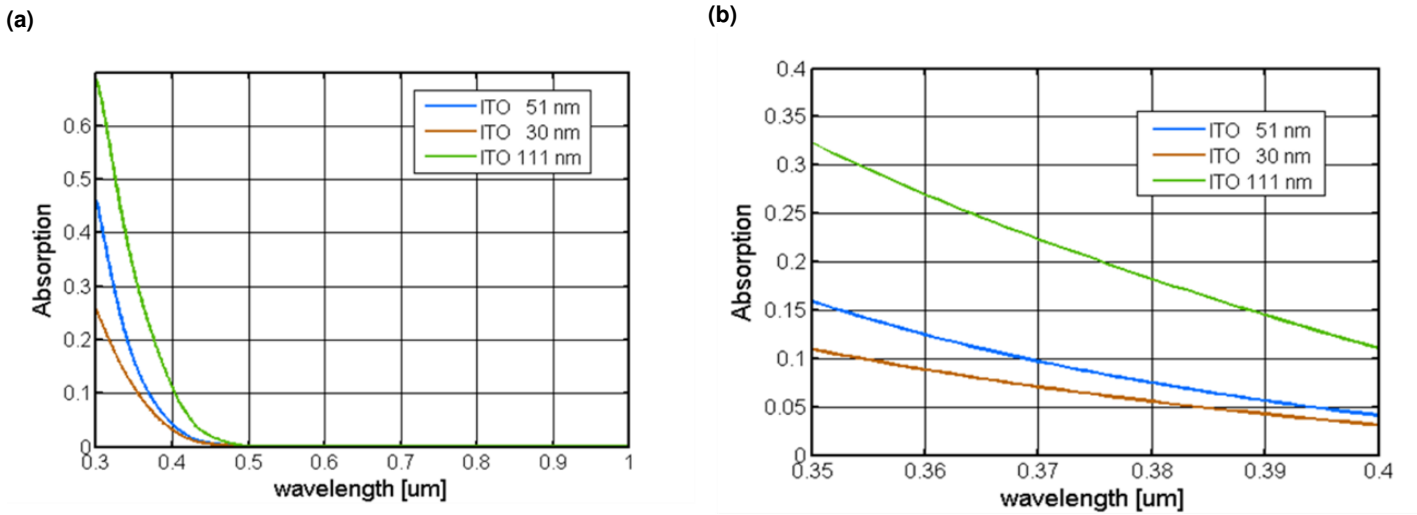 (a)
0.6
0.5
0.4
0.3
0.2
0.1
0
Absorption
ITO 51 nm
ITO 30 nm
ITO 111 nm
0.3 0.4 0.5 0.6 0.7 0.8 0.9 1
wavelength [um]
(b)
0.4
0.35
0.3
0.25
0.2
0.15
0.1
0.05
0
Absorption
ITO 51 nm
ITO 30 nm
ITO 111 nm
0.35 0.36 0.37 0.38 0.39 0.4
wavelength [um]